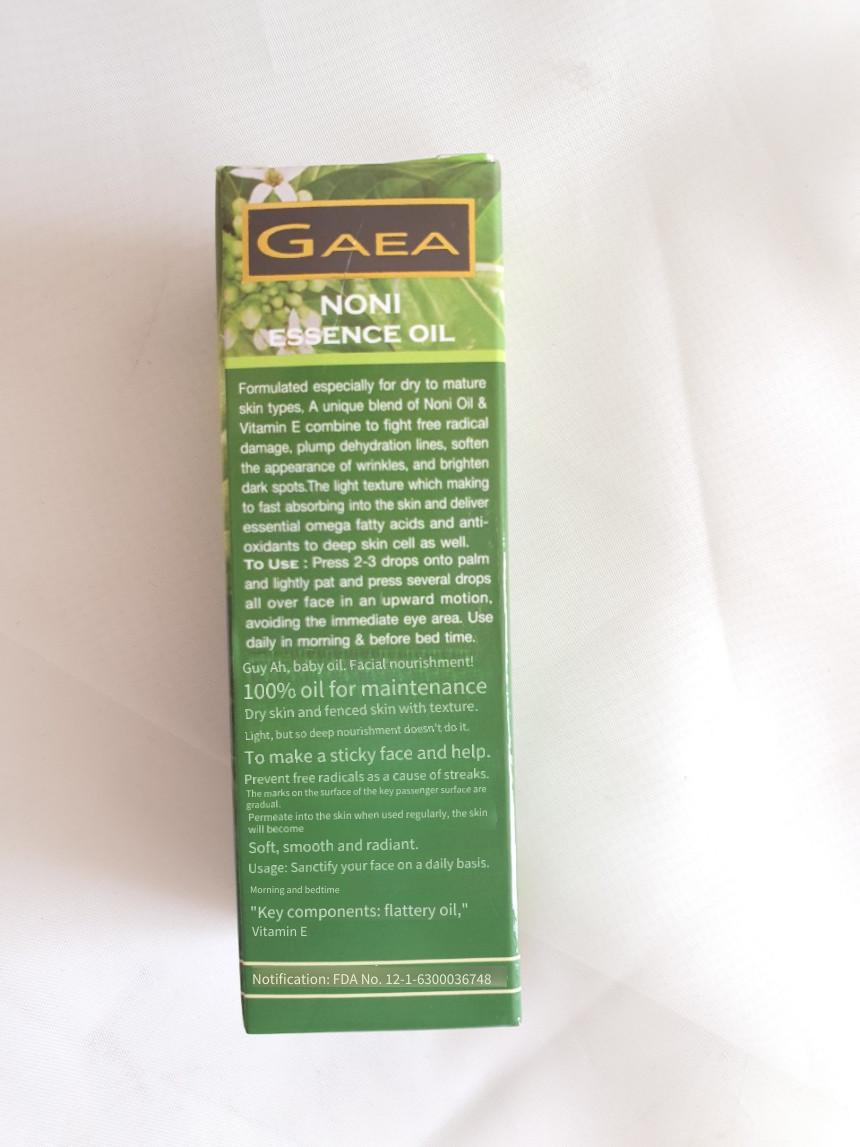 GAEA
NONI
ESSENCE OIL
Formulated especially for dry to mature
skin types, A unique blend of Noni Oil &
Vitamin E combine to fight free radical
damage, plump dehydration lines, soften
the appearance of wrinkles, and brighten
dark spots.The light texture which making
to fast absorbing into the skin and deliver
essential omega fatty acids and anti-
oxidants to deep skin cell as well.
TO USE : Press 2-3 drops onto palm
and lightly pat and press several drops
all over face in an upward motion,
avoiding the immediate eye area. Use
daily in morning & before bed time.
Guy Ah, baby oil. Facial nourishment!
100% oil for maintenance
Dry skin and fenced skin with texture.
Light, but so deep nourishment doesn't do it.
To make a sticky face and help.
Prevent free radicals as a cause of streaks.
The marks on the surface of the key passenger surface are
gradual.
Permeate into the skin when used regularly, the skin
will become
Soft, smooth and radiant.
Usage: Sanctify your face on a daily basis.
Morning and bedtime
"Key components: flattery oil,"
Vitamin E
Notification: FDA No. 12-1-6300036748